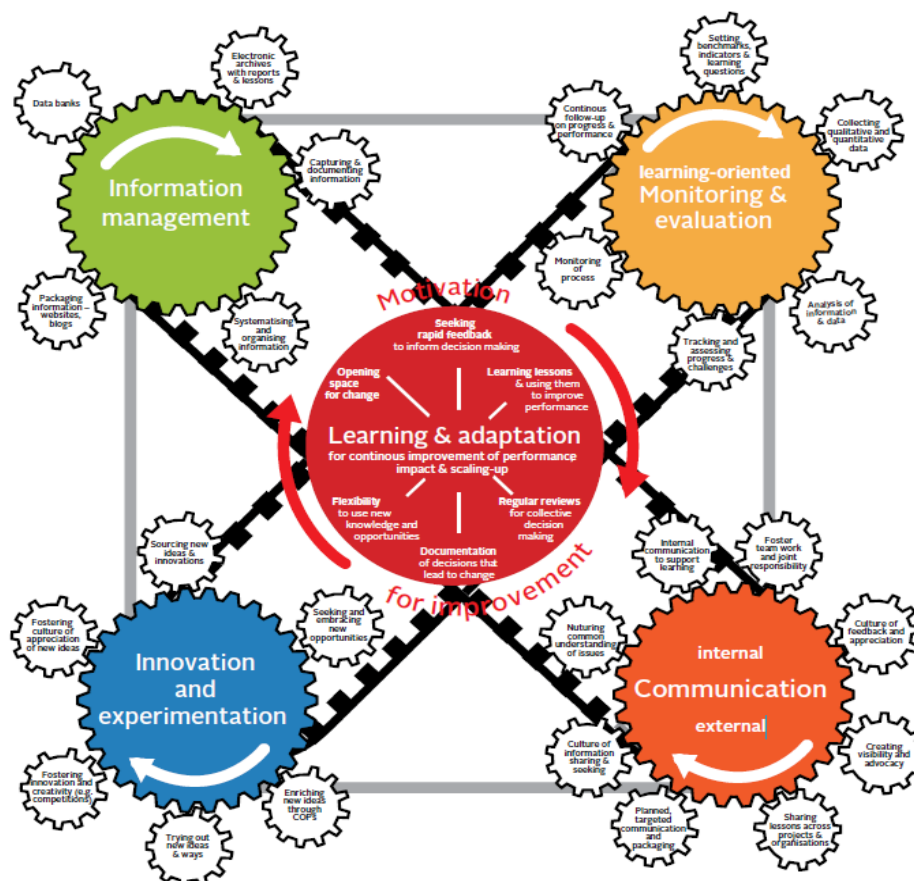 Electronic
archives
with reports
& lessons
Data banks
Information
management
Capturing &
documenting
information
Packaging
information –
websites,
blogs
Systematising
and
organising
information
Setting
benchmarks,
indicators &
learning
questions
Continous
follow-up
on progress &
performance
Collecting
qualitative and
quantitative
data
learning-oriented
Monitoring &
evaluation
Monitoring
of
process
Analysis of
information
& data
Tracking and
assessing
progress &
challenges
Motivation
Seeking
rapid feedback
to inform decision making
Opening
space
for change
Learning lessons
& using them
to improve
performance
Learning & adaptation
for continous improvement of performance,
impact & scaling-up
Flexibility
to use new
knowledge and
opportunities
Regular reviews
for collective
decision
making
Documentation
of decisions that
lead to change
for improvement
Sourcing new
ideas &
innovations
Fostering
culture of
appreciation
of new ideas
Seeking and
embracing
new
opportunities
Innovation
and
experimentation
Fostering
innovation and
creativity (e.g.
competitions)
Trying out
new ideas
& ways
Enriching
new ideas
through
COPs
Internal
communication
to support
learning
Foster
team work
and joint
responsibility
Nuturing
common
understanding
of issues
Culture of
feedback and
appreciation
internal
Communication
external
Culture of
information
sharing &
seeking
Creating
visibility and
advocacy
Planned,
targeted
communication
and
packaging
Sharing
lessons across
projects &
organisations